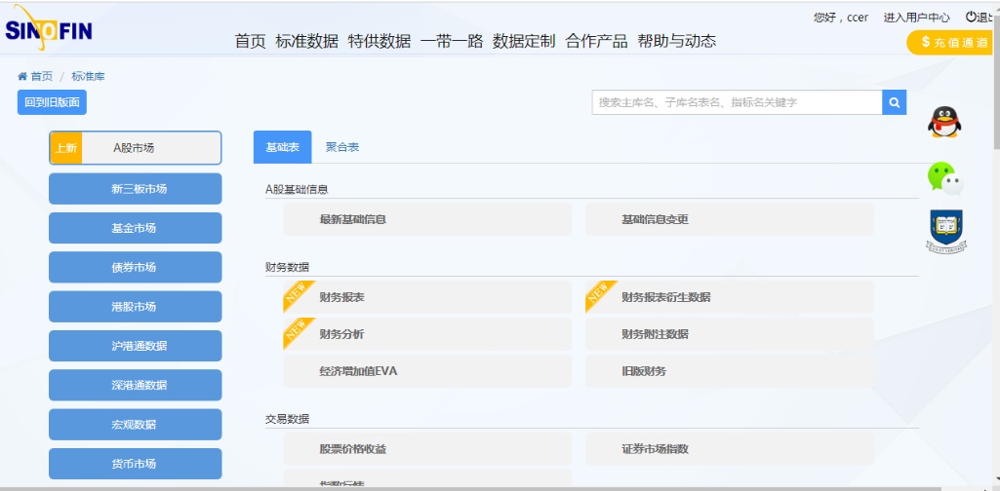 SINOFIN
您好，ccer 进入用户中心
首页 标准数据 特供数据 一带一路 数据定制 合作产品 帮助与动态
$ 充值通道
首页 / 标准库
回到旧版面
搜索主库名、子库名表名、指标名关键字
上新 A股市场
新三板市场
基金市场
债券市场
港股市场
沪港通数据
深港通数据
宏观数据
货币市场
基础表 聚合表
A股基础信息
最新基础信息 基础信息变更
财务数据
NEW 财务报表 NEW 财务报表衍生数据
NEW 财务分析 财务附注数据
经济增加值EVA 旧版财务
交易数据
股票价格收益 证券市场指数
指数行情